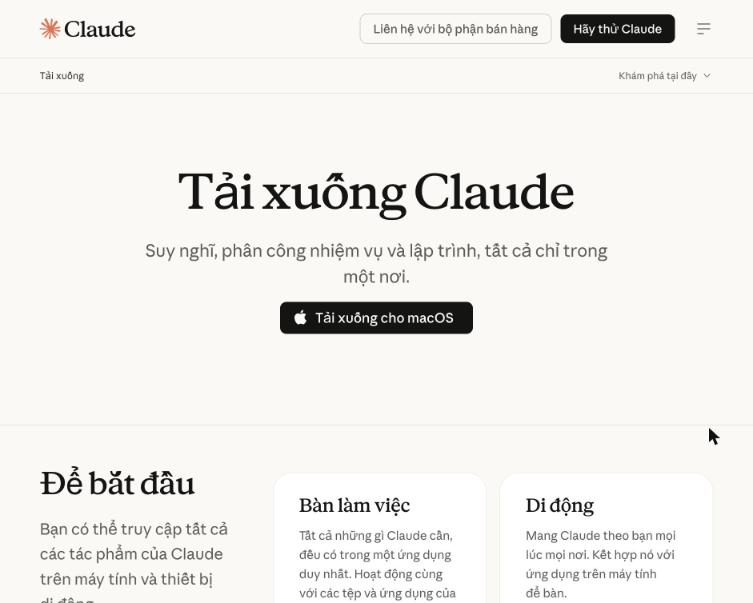 Claude
Liên hệ với bộ phận bán hàng
Hãy thử Claude
Tải xuống
Khám phá tại đây
Tải xuống Claude
Suy nghĩ, phân công nhiệm vụ và lập trình, tất cả chỉ trong
một nơi.
Tải xuống cho macOS
Để bắt đầu
Bạn có thể truy cập tất cả
các tác phẩm của Claude
trên máy tính và thiết bị
di động.
Bàn làm việc
Tất cả những gì Claude cần,
đều có trong một ứng dụng
duy nhất. Hoạt động cùng
với các tệp và ứng dụng của
Di động
Mang Claude theo bạn mọi
lúc mọi nơi. Kết hợp nó với
ứng dụng trên máy tính
để bàn.